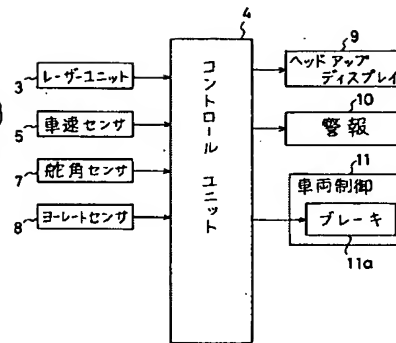 4
レーザーユニット
3
車速センサ
5
舵角センサ
7
ヨーレートセンサ
8
コントロール ユニット
9
ヘッド アップ
ディスプレイ
10
警報
11
車両制御
ブレーキ
11a